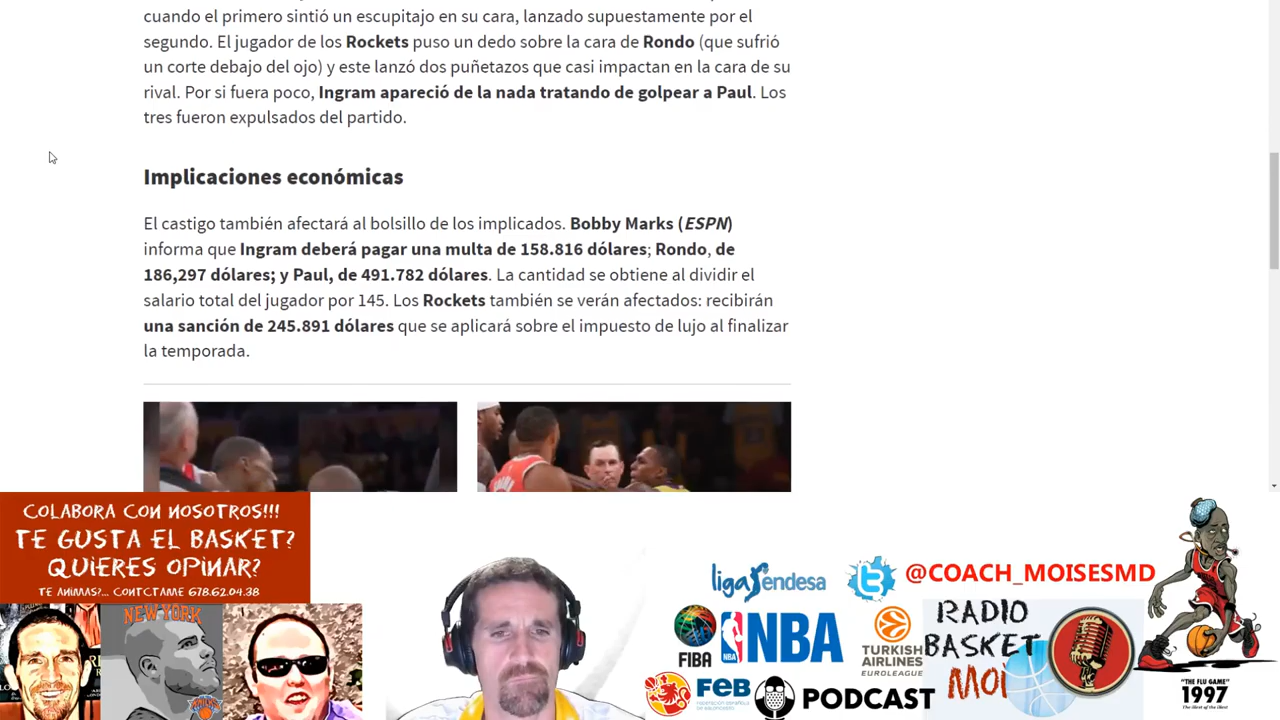 cuando el primero sintió un escupitajo en su cara, lanzado supuestamente por el
segundo. El jugador de los Rockets puso un dedo sobre la cara de Rondo (que sufrió
un corte debajo del ojo) y este lanzó dos puñetazos que casi impactan en la cara de su
rival. Por si fuera poco, Ingram apareció de la nada tratando de golpear a Paul. Los
tres fueron expulsados del partido.
Implicaciones económicas
El castigo también afectará al bolsillo de los implicados. Bobby Marks (ESPN)
informa que Ingram deberá pagar una multa de 158.816 dólares; Rondo, de
186,297 dólares; y Paul, de 491.782 dólares. La cantidad se obtiene al dividir el
salario total del jugador por 145. Los Rockets también se verán afectados: recibirán
una sanción de 245.891 dólares que se aplicará sobre el impuesto de lujo al finalizar
la temporada.
COLABORA CON NOSOTROS!!!
TE GUSTA EL BASKET?
QUIERES OPINAR?
TE ANIMAS?... CONTCTAME 678.62.04.38
NEW YORK
liga endesa
@COACH_MOISESMD
FIBA
NBA
NBA
TURKISH
AIRLINES
EUROLEAGUE
RADIO
BASKET
MOI
FEB
PODCAST
"THE FLU GAME"
1997